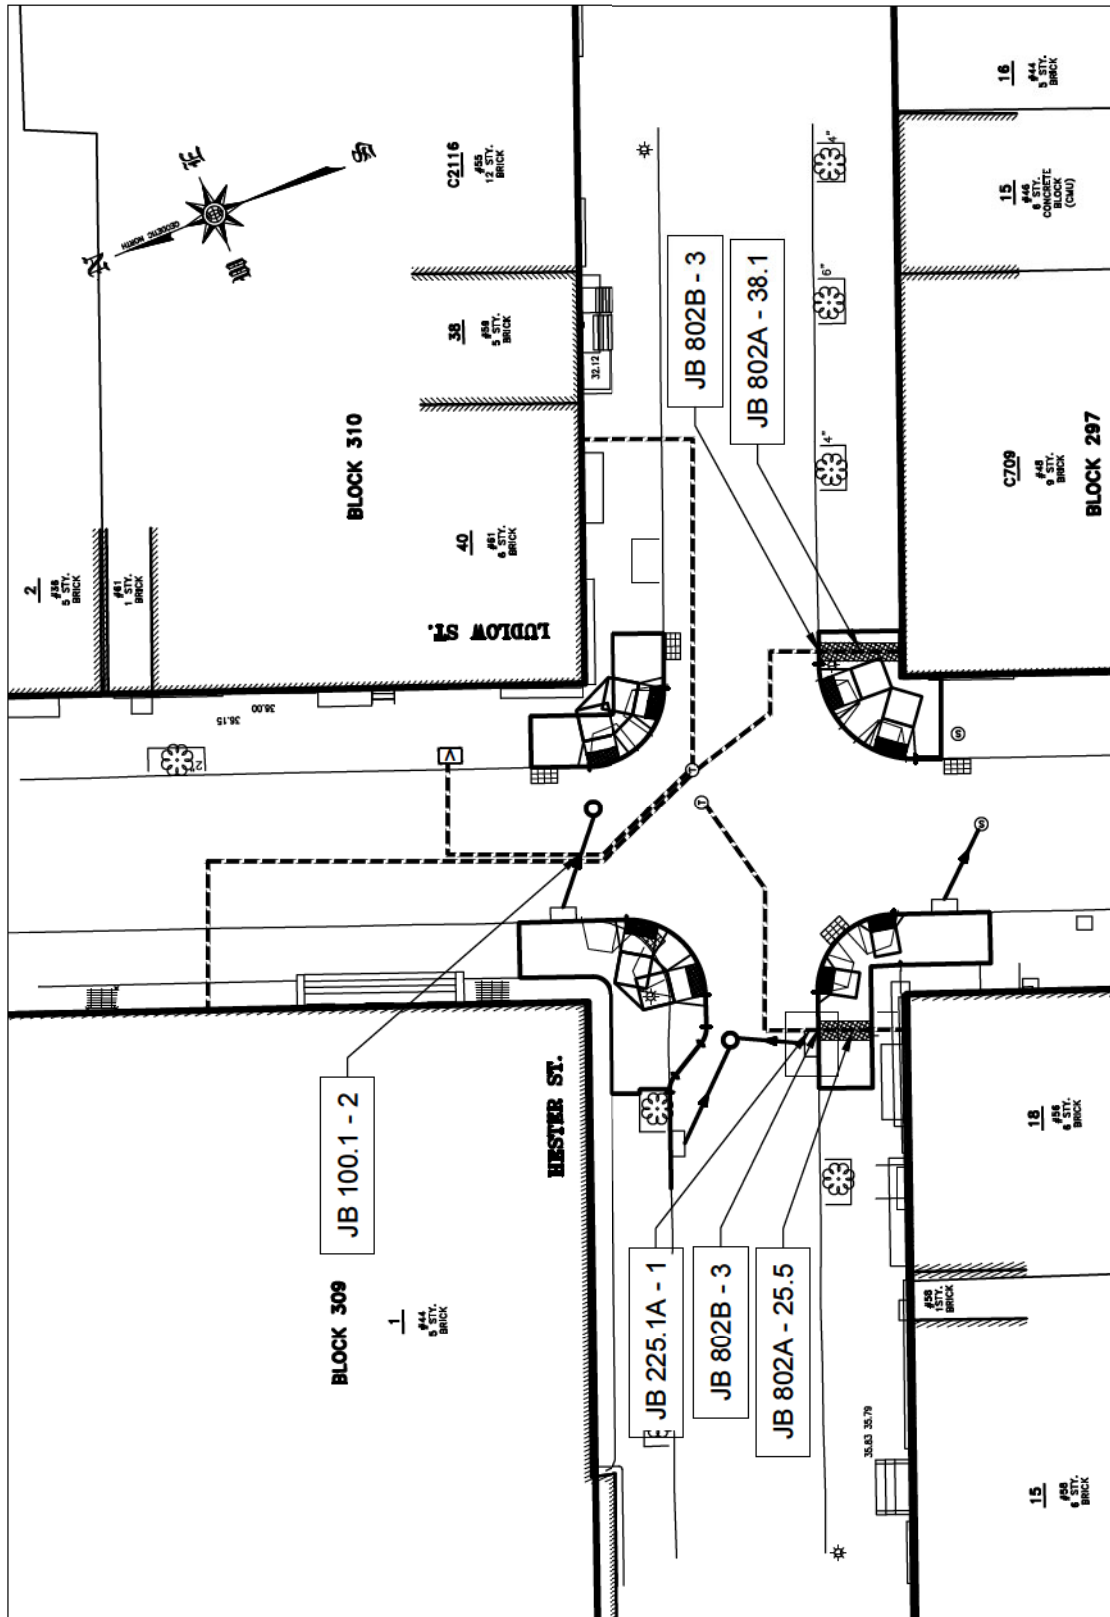 16
#44
5 STY.
BRICK
C2116
#55
12 STY.
BRICK
4"
15
#46
6 STY.
CONCRETE
BLOCK
(CMU)
S
E
GEODETIC NORTH
N
W
6"
JB 802B - 3
JB 802A - 38.1
38
#59
5 STY.
BRICK
32.12
BLOCK 310
4"
C709
#48
9 STY.
BRICK
BLOCK 297
40
#61
6 STY.
BRICK
2
#36
5 STY.
BRICK
#61
1 STY.
BRICK
LUDLOW ST.
38.00
38.15
2"
V
T
T
S
S
JB 100.1 - 2
HESTER ST.
18
#56
6 STY.
BRICK
BLOCK 309
1
#44
5 STY.
BRICK
JB 225.1A - 1
JB 802B - 3
JB 802A - 25.5
#58
1 STY.
BRICK
35.83 35.79
15
#58
6 STY.
BRICK